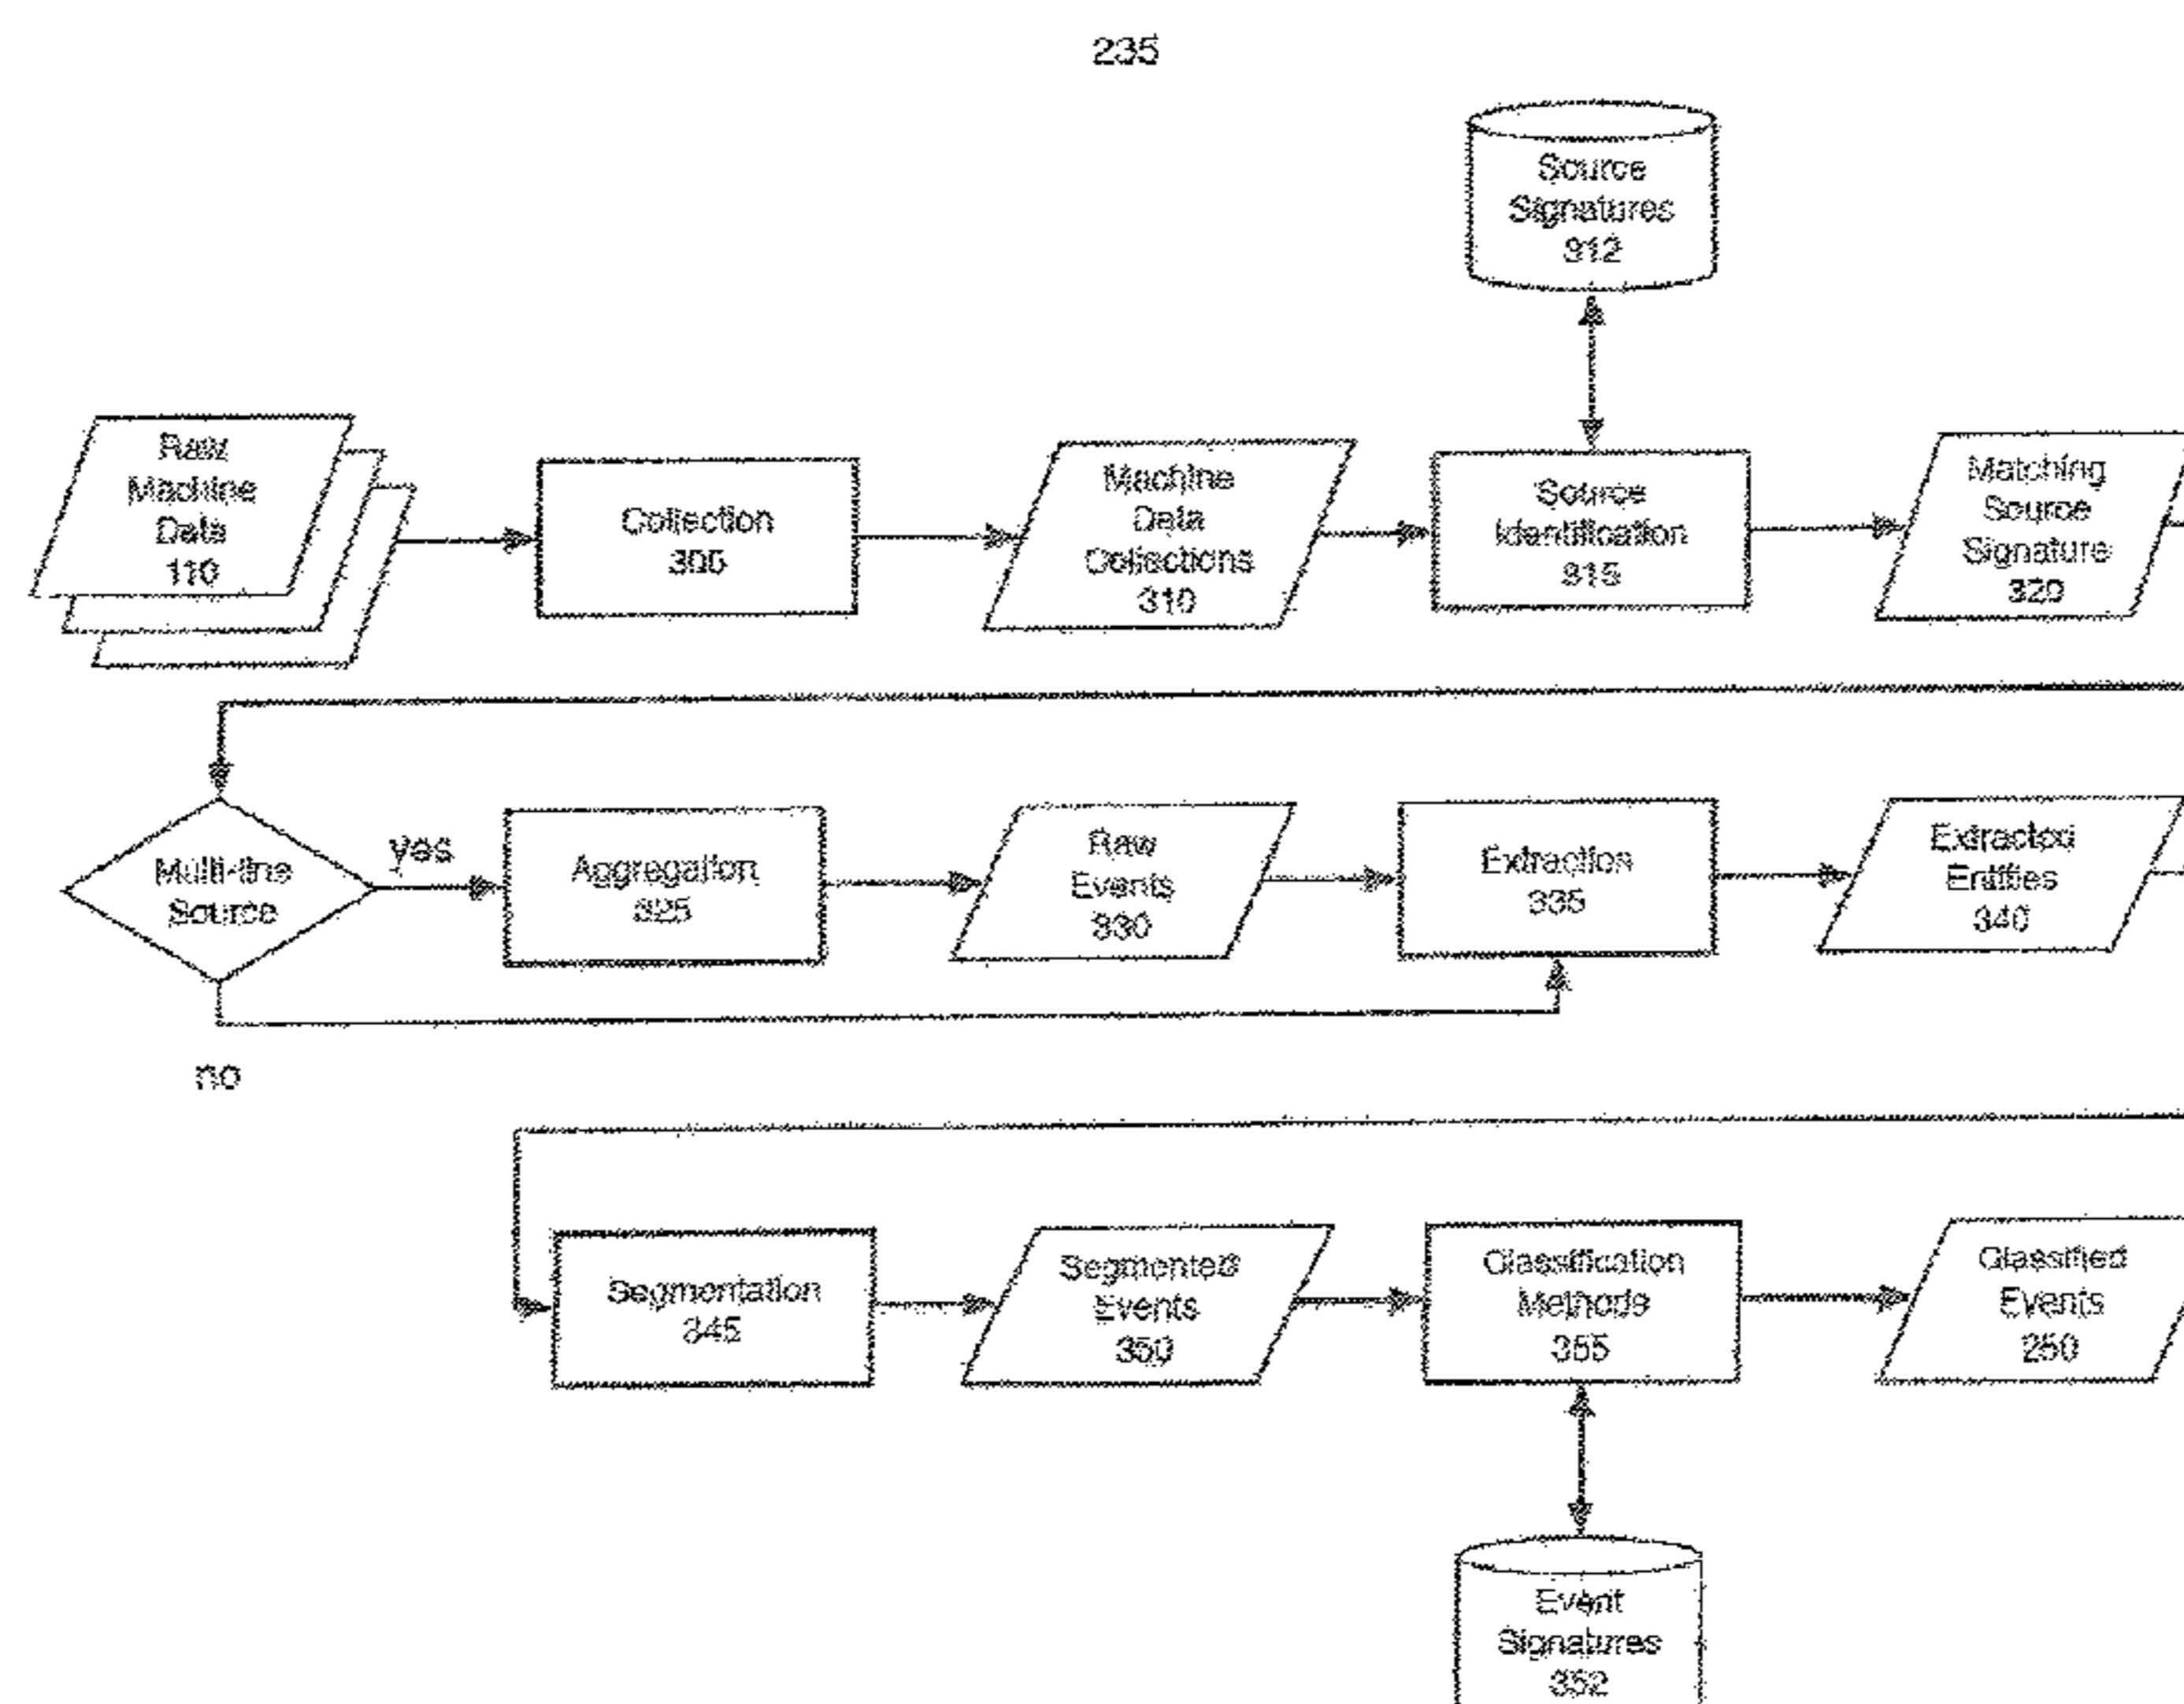 235
Source
Signatures
312
Raw
Machine
Data
110
Collection
305
Machine
Data
Collections
310
Source
Identification
315
Matching
Source
Signature
320
Multi-line
Source
yes
Aggregation
325
Raw
Events
330
Extraction
335
Extracted
Entities
340
no
Segmentation
345
Segmented
Events
350
Classification
Methods
355
Classified
Events
250
Event
Signatures
352